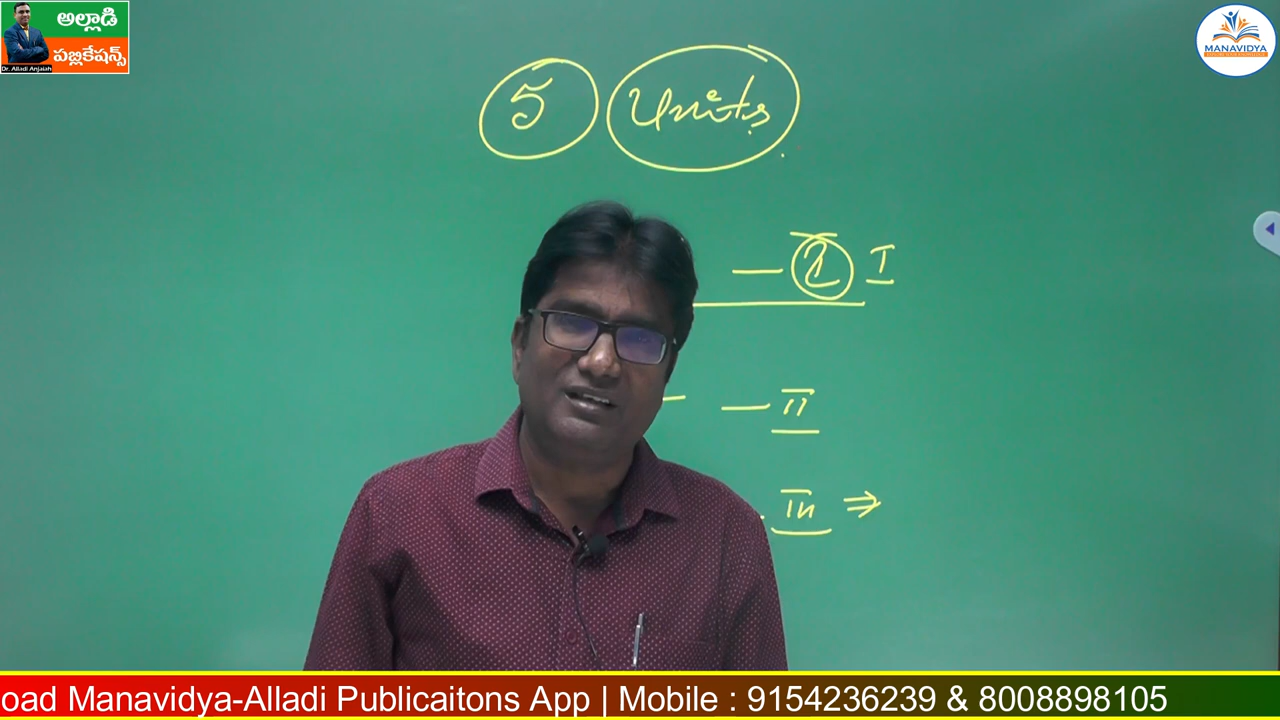 అల్లాడి
పబ్లికేషన్స్
Dr. Alladi Anjaiah
MANAVIDYA
5 Units
I
II
III ⇒
oad Manavidya-Alladi Publicaitons App | Mobile : 9154236239 & 8008898105